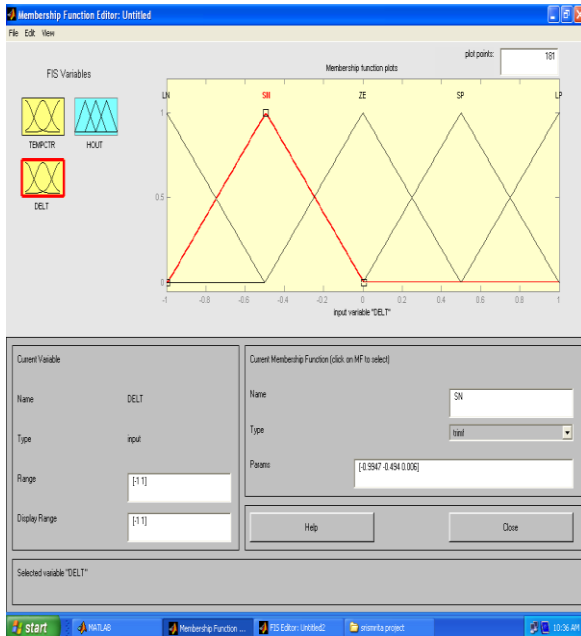 Membership Function Editor: Untitled
File Edit View
FIS Variables
plot points:
181
Membership function plots
LN SN ZE SP LP
1
0.5
0
-1 -0.8 -0.6 -0.4 -0.2 0 0.2 0.4 0.6 0.8 1
input variable "DELT"
TEMPCTR
HOUT
DELT
Current Variable
Name DELT
Type input
Range [-1 1]
Display Range [-1 1]
Current Membership Function (click on MF to select)
Name SN
Type trimf
Params [-0.9947 -0.494 0.006]
Help Close
Selected variable "DELT"
start MATLAB Membership Function ... FIS Editor: Untitled2 srismrita project 10:36 AM